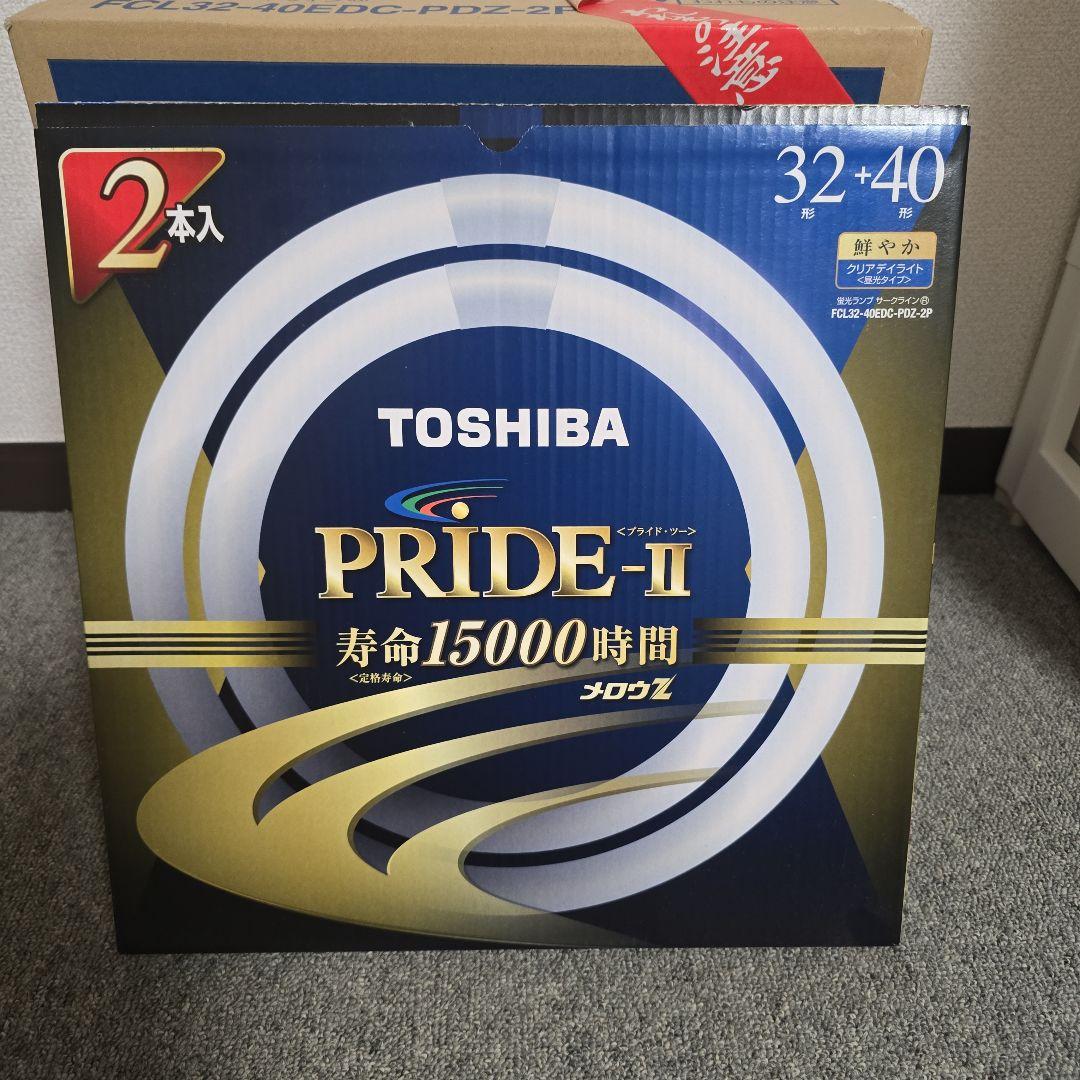 FCL32-40EDC-PDZ-2P
注意
2本入
32形+40形
鮮やか
クリアデイライト
<昼光タイプ>
蛍光ランプ サークラインⓇ
FCL32-40EDC-PDZ-2P
TOSHIBA
<プライド・ツー>
PRIDE-II
寿命15000時間
<定格寿命>
メロウZ